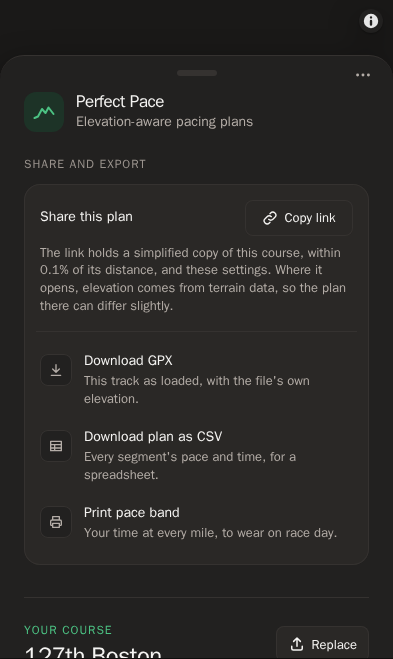 Perfect Pace
Elevation-aware pacing plans
SHARE AND EXPORT
Share this plan
Copy link
The link holds a simplified copy of this course, within
0.1% of its distance, and these settings. Where it
opens, elevation comes from terrain data, so the plan
there can differ slightly.
Download GPX
This track as loaded, with the file's own
elevation.
Download plan as CSV
Every segment's pace and time, for a
spreadsheet.
Print pace band
Your time at every mile, to wear on race day.
YOUR COURSE
127th Boston
Replace